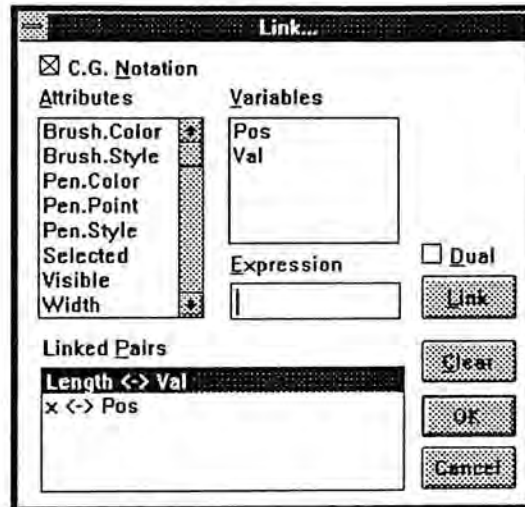 Link...
C.G. Notation
Attributes
Variables
Brush.Color
Brush.Style
Pen.Color
Pen.Point
Pen.Style
Selected
Visible
Width
Pos
Val
Expression
Dual
Link
Linked Pairs
Length <-> Val
x <-> Pos
Clear
OK
Cancel